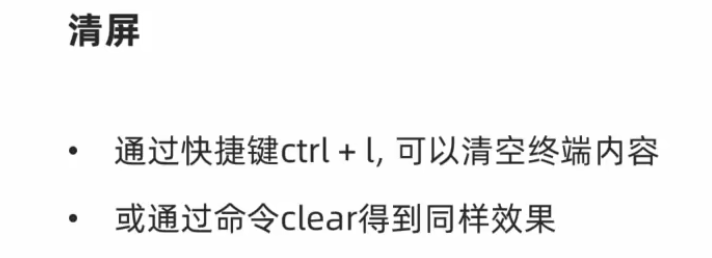 清屏
• 通过快捷键ctrl + l, 可以清空终端内容
• 或通过命令clear得到同样效果